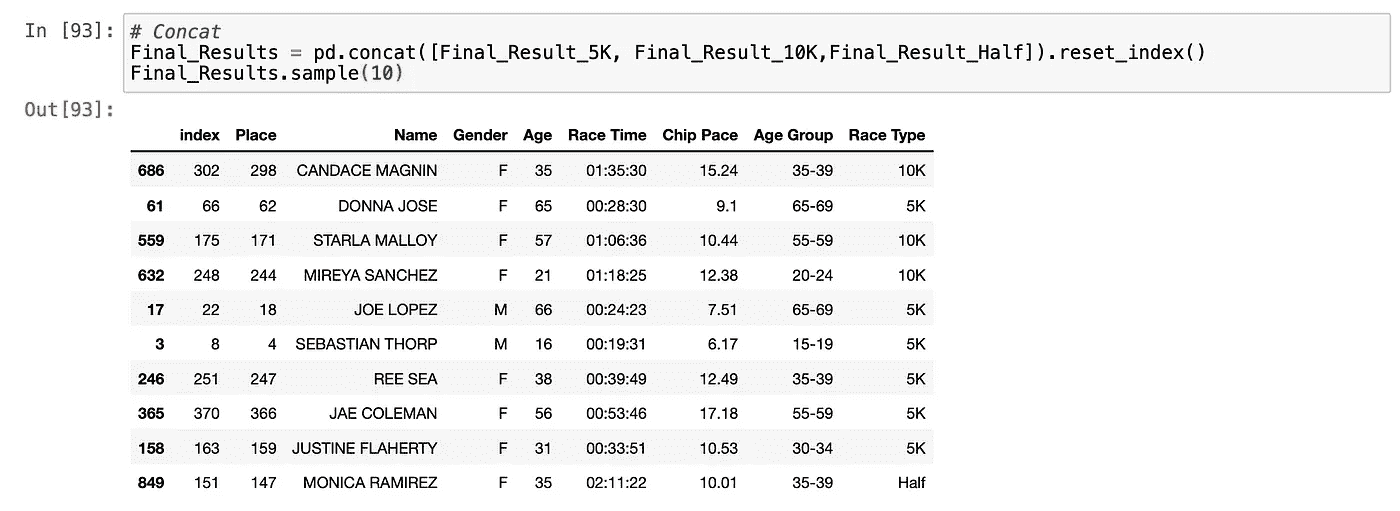 In [93]: # Concat
Final_Results = pd.concat([Final_Result_5K, Final_Result_10K,Final_Result_Half]).reset_index()
Final_Results.sample(10)
Out[93]:
index Place Name Gender Age Race Time Chip Pace Age Group Race Type
686 302 298 CANDACE MAGNIN F 35 01:35:30 15.24 35-39 10K
61 66 62 DONNA JOSE F 65 00:28:30 9.1 65-69 5K
559 175 171 STARLA MALLOY F 57 01:06:36 10.44 55-59 10K
632 248 244 MIREYA SANCHEZ F 21 01:18:25 12.38 20-24 10K
17 22 18 JOE LOPEZ M 66 00:24:23 7.51 65-69 5K
3 8 4 SEBASTIAN THORP M 16 00:19:31 6.17 15-19 5K
246 251 247 REE SEA F 38 00:39:49 12.49 35-39 5K
365 370 366 JAE COLEMAN F 56 00:53:46 17.18 55-59 5K
158 163 159 JUSTINE FLAHERTY F 31 00:33:51 10.53 30-34 5K
849 151 147 MONICA RAMIREZ F 35 02:11:22 10.01 35-39 Half